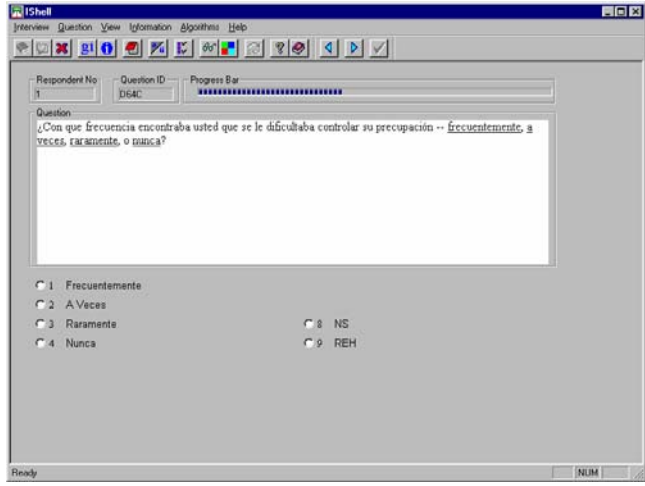 IShell
Interview Question View Information Algorithms Help
Respondent No
1
Question ID
D64C
Progress Bar
Question
¿Con que frecuencia encontraba usted que se le dificultaba controlar su precupación -- frecuentemente, a
veces, raramente, o nunca?
1 Frecuentemente
2 A Veces
3 Raramente
8 NS
4 Nunca
9 REH
Ready
NUM